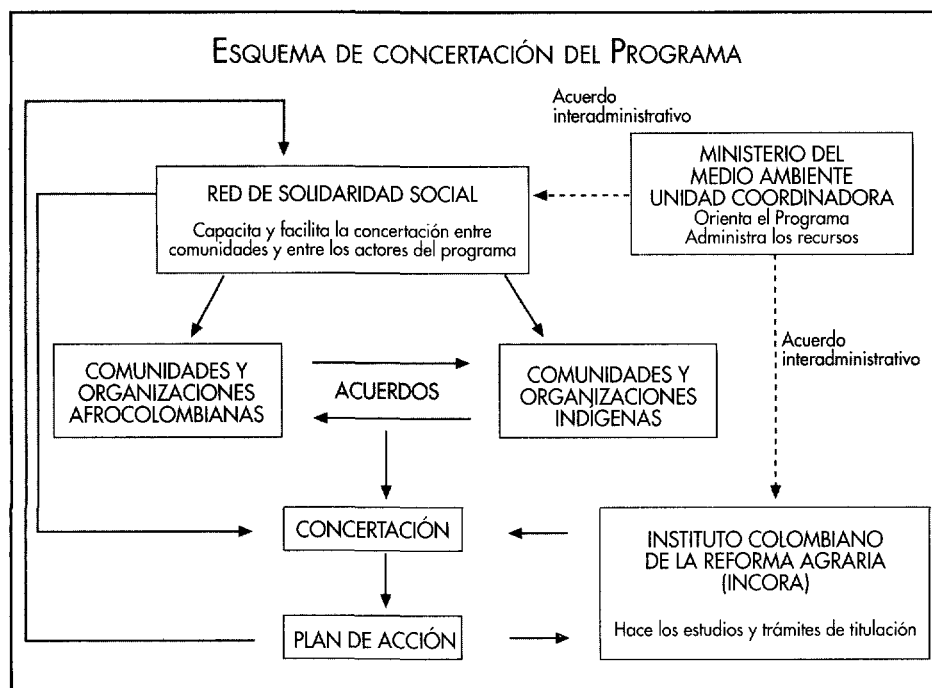 ESQUEMA DE CONCERTACIÓN DEL PROGRAMA
Acuerdo
interadministrativo
RED DE SOLIDARIDAD SOCIAL
Capacita y facilita la concertación entre
comunidades y entre los actores del programa
MINISTERIO DEL
MEDIO AMBIENTE
UNIDAD COORDINADORA
Orienta el Programa
Administra los recursos
Acuerdo
interadministrativo
COMUNIDADES Y
ORGANIZACIONES
AFROCOLOMBIANAS
ACUERDOS
COMUNIDADES Y
ORGANIZACIONES
INDÍGENAS
CONCERTACIÓN
INSTITUTO COLOMBIANO
DE LA REFORMA AGRARIA
(INCORA)
Hace los estudios y trámites de titulación
PLAN DE ACCIÓN